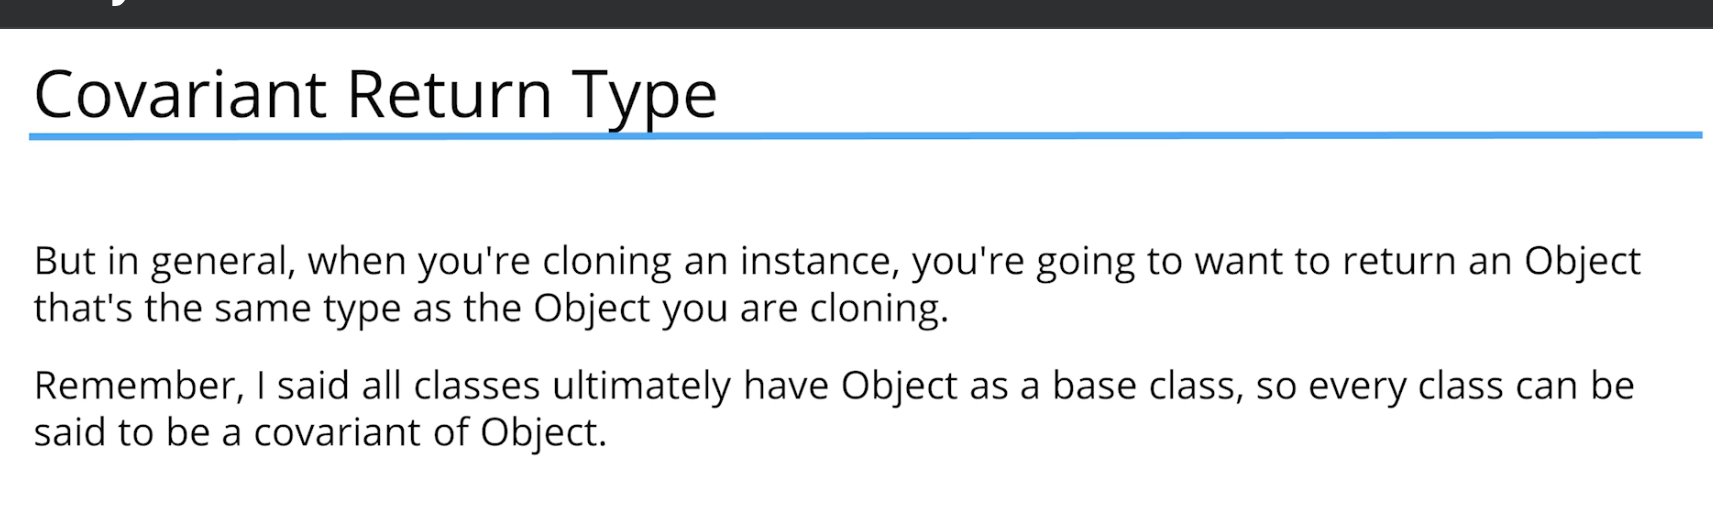 Covariant Return Type
But in general, when you're cloning an instance, you're going to want to return an Object
that's the same type as the Object you are cloning.
Remember, I said all classes ultimately have Object as a base class, so every class can be
said to be a covariant of Object.